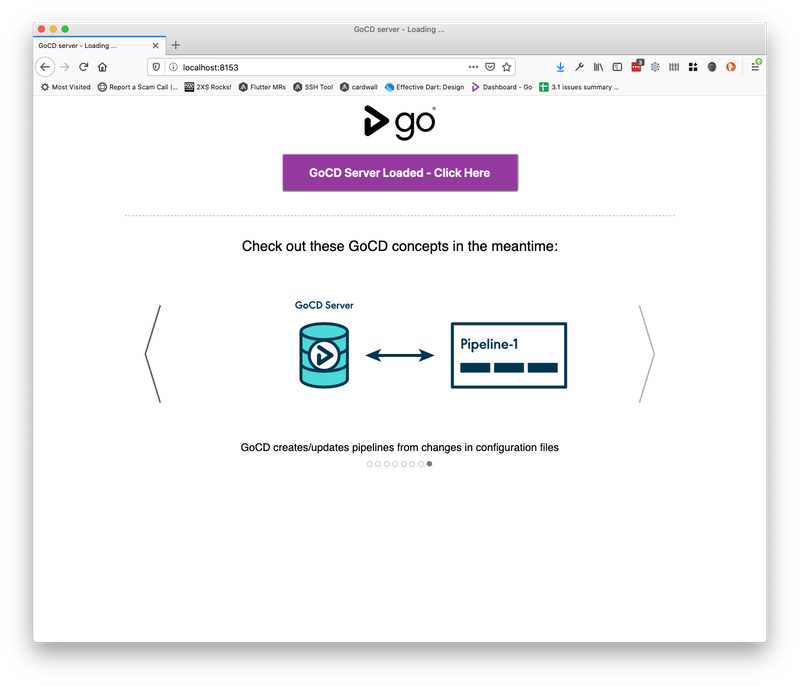 GoCD server - Loading ...
GoCD server - Loading ...
localhost:8153
3
Most Visited Report a Scam Call |... 2XS Rocks! Flutter MRs SSH Tool cardwall Effective Dart: Design Dashboard - Go 3.1 issues summary ...
go
GoCD Server Loaded - Click Here
Check out these GoCD concepts in the meantime:
GoCD Server
Pipeline-1
GoCD creates/updates pipelines from changes in configuration files